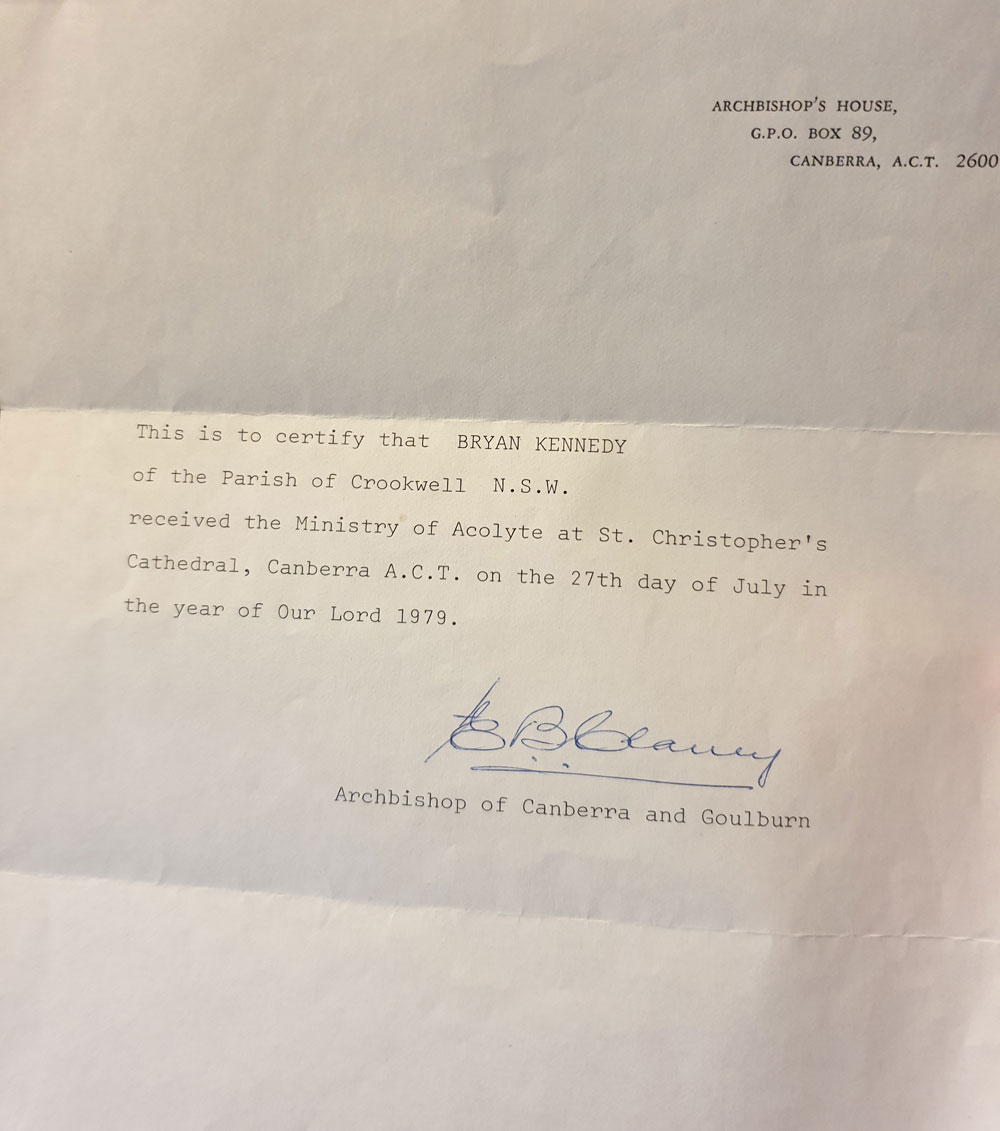 ARCHBISHOP'S HOUSE,
G.P.O. BOX 89,
CANBERRA, A.C.T. 2600
This is to certify that BRYAN KENNEDY
of the Parish of Crookwell N.S.W.
received the Ministry of Acolyte at St. Christopher's
Cathedral, Canberra A.C.T. on the 27th day of July in
the year of Our Lord 1979.
Archbishop of Canberra and Goulburn